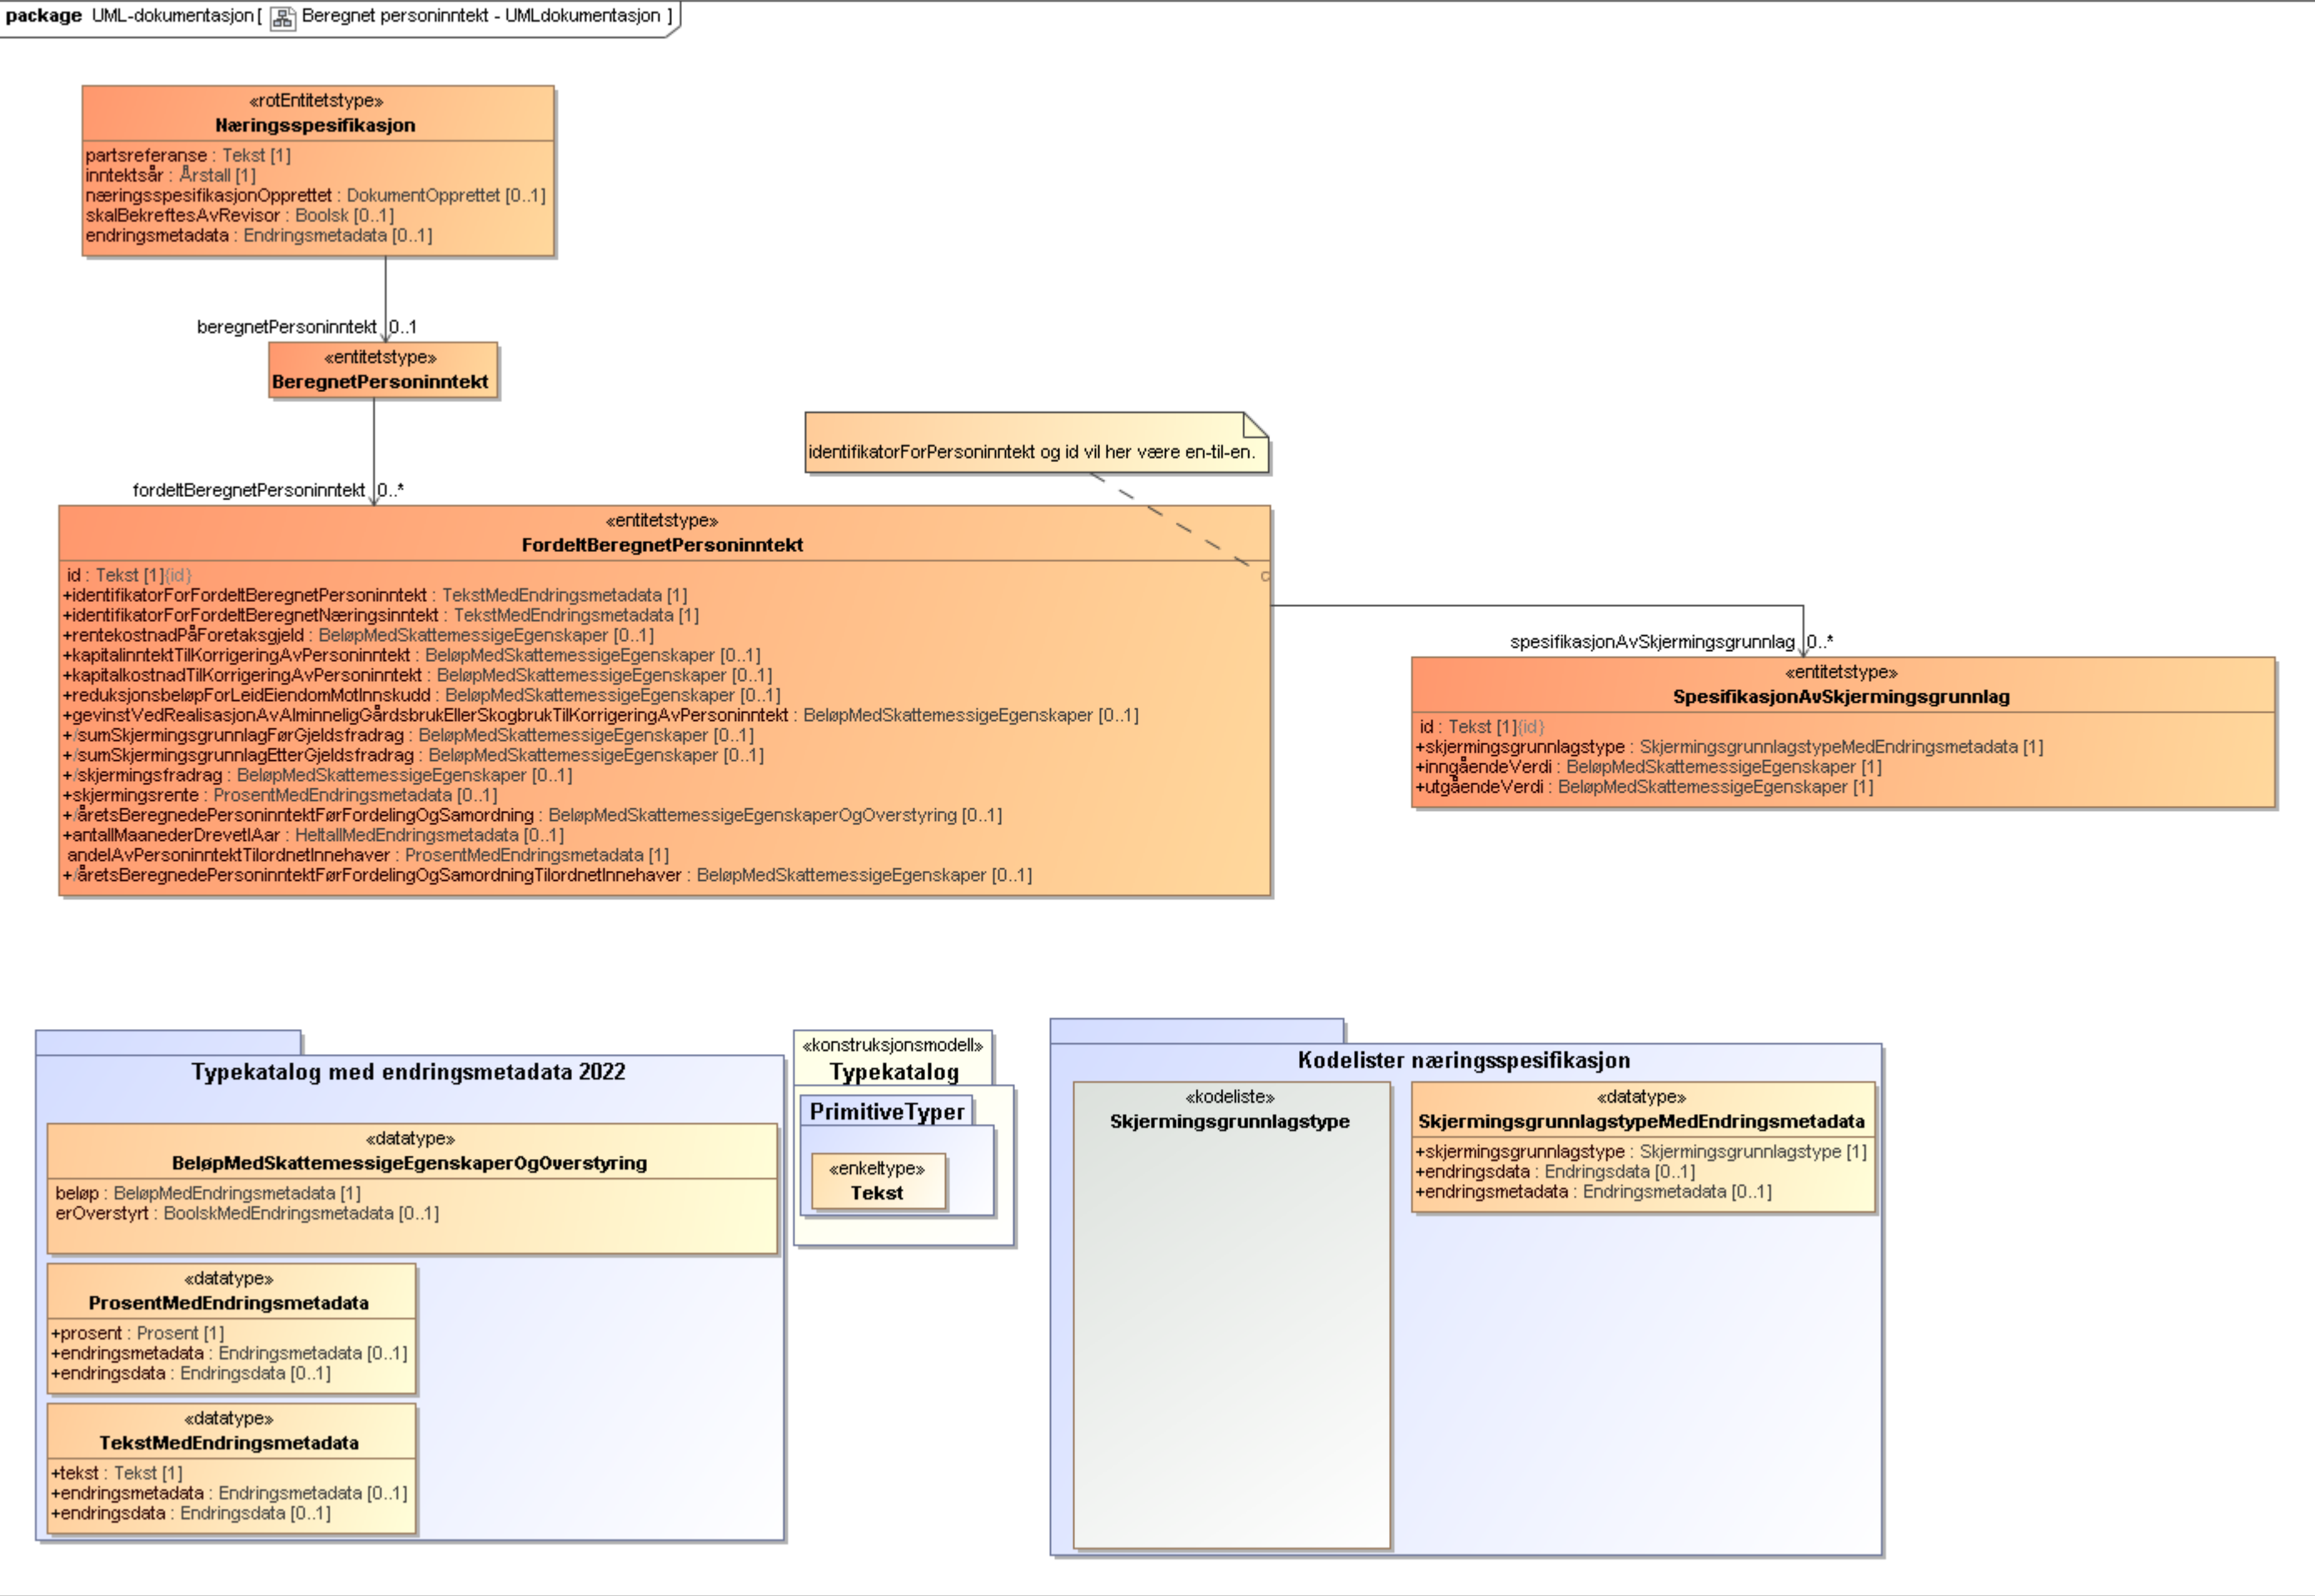 package UML-dokumentasjon[ Beregnet personinntekt - UMLdokumentasjon ]
«rotEntitetstype»
Næringsspesifikasjon
partsreferanse : Tekst [1]
inntektsår : Årstall [1]
næringsspesifikasjonOpprettet : DokumentOpprettet [0..1]
skalBekreftesAvRevisor : Boolsk [0..1]
endringsmetadata : Endringsmetadata [0..1]
beregnetPersoninntekt 0..1
«entitetstype»
BeregnetPersoninntekt
identifikatorForPersoninntekt og id vil her være en-til-en.
fordeltBeregnetPersoninntekt 0..*
«entitetstype»
FordeltBeregnetPersoninntekt
id : Tekst [1]{id}
+identifikatorForFordeltBeregnetPersoninntekt : TekstMedEndringsmetadata [1]
+identifikatorForFordeltBeregnetNæringsinntekt : TekstMedEndringsmetadata [1]
+rentekostnadPåForetaksgjeld : BeløpMedSkattemessigeEgenskaper [0..1]
+kapitalinntektTilKorrigeringAvPersoninntekt : BeløpMedSkattemessigeEgenskaper [0..1]
+kapitalkostnadTilKorrigeringAvPersoninntekt : BeløpMedSkattemessigeEgenskaper [0..1]
+reduksjonsbeløpForLeidEiendomMotInnskudd : BeløpMedSkattemessigeEgenskaper [0..1]
+gevinstVedRealisasjonAvAlminneligGårdsbrukEllerSkogbrukTilKorrigeringAvPersoninntekt : BeløpMedSkattemessigeEgenskaper [0..1]
+/sumSkjermingsgrunnlagFørGjeldsfradrag : BeløpMedSkattemessigeEgenskaper [0..1]
+/sumSkjermingsgrunnlagEtterGjeldsfradrag : BeløpMedSkattemessigeEgenskaper [0..1]
+/skjermingsfradrag : BeløpMedSkattemessigeEgenskaper [0..1]
+skjermingsrente : ProsentMedEndringsmetadata [0..1]
+/åretsBeregnedePersoninntektFørFordelingOgSamordning : BeløpMedSkattemessigeEgenskaperOgOverstyring [0..1]
+antallMaanederDrevetIAar : HeltallMedEndringsmetadata [0..1]
andelAvPersoninntektTilordnetInnehaver : ProsentMedEndringsmetadata [1]
+/åretsBeregnedePersoninntektFørFordelingOgSamordningTilordnetInnehaver : BeløpMedSkattemessigeEgenskaper [0..1]
spesifikasjonAvSkjermingsgrunnlag 0..*
«entitetstype»
SpesifikasjonAvSkjermingsgrunnlag
id : Tekst [1]{id}
+skjermingsgrunnlagstype : SkjermingsgrunnlagstypeMedEndringsmetadata [1]
+inngåendeVerdi : BeløpMedSkattemessigeEgenskaper [1]
+utgåendeVerdi : BeløpMedSkattemessigeEgenskaper [1]
Typekatalog med endringsmetadata 2022
«datatype»
BeløpMedSkattemessigeEgenskaperOgOverstyring
beløp : BeløpMedEndringsmetadata [1]
erOverstyrt : BoolskMedEndringsmetadata [0..1]
«datatype»
ProsentMedEndringsmetadata
+prosent : Prosent [1]
+endringsmetadata : Endringsmetadata [0..1]
+endringsdata : Endringsdata [0..1]
«datatype»
TekstMedEndringsmetadata
+tekst : Tekst [1]
+endringsmetadata : Endringsmetadata [0..1]
+endringsdata : Endringsdata [0..1]
«konstruksjonsmodell»
Typekatalog
PrimitiveTyper
«enkeltype»
Tekst
Kodelister næringsspesifikasjon
«kodeliste»
Skjermingsgrunnlagstype
«datatype»
SkjermingsgrunnlagstypeMedEndringsmetadata
+skjermingsgrunnlagstype : Skjermingsgrunnlagstype [1]
+endringsdata : Endringsdata [0..1]
+endringsmetadata : Endringsmetadata [0..1]